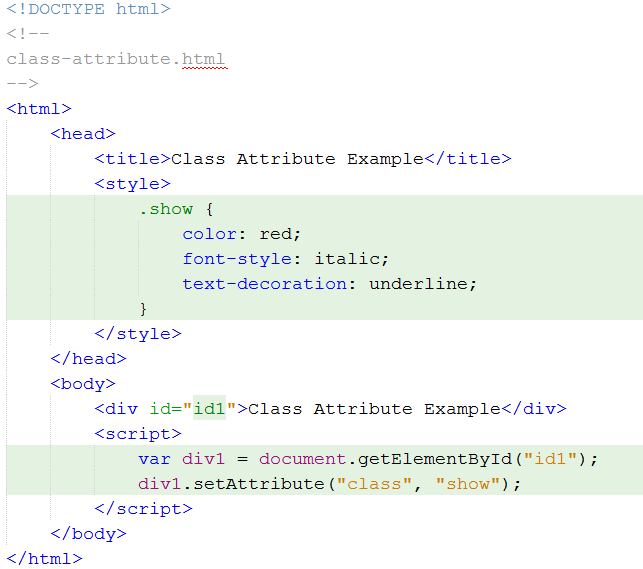 <!DOCTYPE html>
<!--
class-attribute.html
-->
<html>
    <head>
        <title>Class Attribute Example</title>
        <style>
            .show {
                color: red;
                font-style: italic;
                text-decoration: underline;
            }
        </style>
    </head>
    <body>
        <div id="id1">Class Attribute Example</div>
        <script>
            var div1 = document.getElementById("id1");
            div1.setAttribute("class", "show");
        </script>
    </body>
</html>